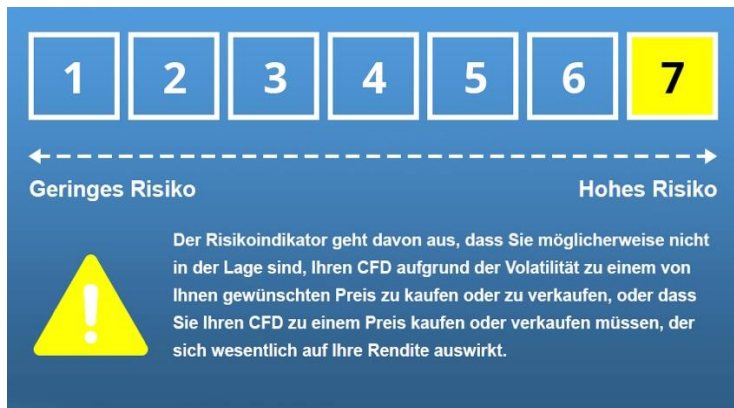 1 2 3 4 5 6 7
Geringes Risiko Hohes Risiko
Der Risikoindikator geht davon aus, dass Sie möglicherweise nicht
in der Lage sind, Ihren CFD aufgrund der Volatilität zu einem von
Ihnen gewünschten Preis zu kaufen oder zu verkaufen, oder dass
Sie Ihren CFD zu einem Preis kaufen oder verkaufen müssen, der
sich wesentlich auf Ihre Rendite auswirkt.
!